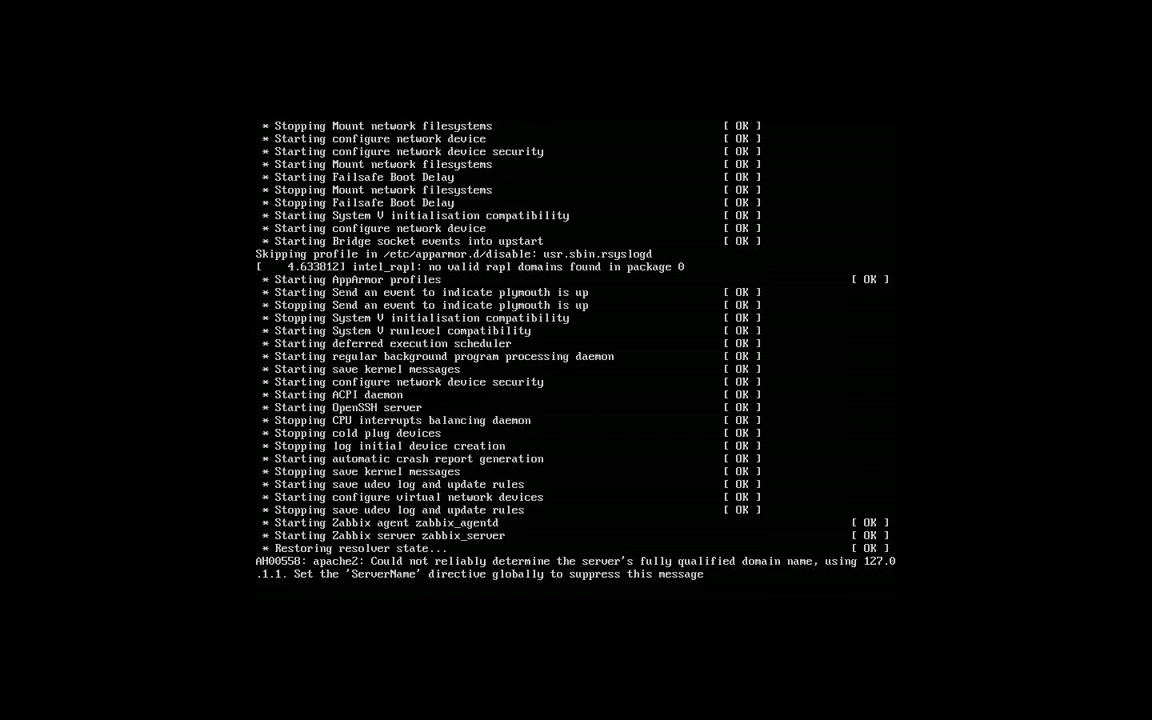 * Stopping Mount network filesystems [ OK ]
* Starting configure network device [ OK ]
* Starting configure network device security [ OK ]
* Starting Mount network filesystems [ OK ]
* Starting Failsafe Boot Delay [ OK ]
* Stopping Mount network filesystems [ OK ]
* Stopping Failsafe Boot Delay [ OK ]
* Starting System V initialisation compatibility [ OK ]
* Starting configure network device [ OK ]
* Starting Bridge socket events into upstart [ OK ]
Skipping profile in /etc/apparmor.d/disable: usr.sbin.rsyslogd
[    4.633812] intel_rapl: no valid rapl domains found in package 0
* Starting AppArmor profiles [ OK ]
* Starting Send an event to indicate plymouth is up [ OK ]
* Stopping Send an event to indicate plymouth is up [ OK ]
* Stopping System V initialisation compatibility [ OK ]
* Starting System V runlevel compatibility [ OK ]
* Starting deferred execution scheduler [ OK ]
* Starting regular background program processing daemon [ OK ]
* Starting save kernel messages [ OK ]
* Starting configure network device security [ OK ]
* Starting ACPI daemon [ OK ]
* Starting OpenSSH server [ OK ]
* Stopping CPU interrupts balancing daemon [ OK ]
* Stopping cold plug devices [ OK ]
* Stopping log initial device creation [ OK ]
* Starting automatic crash report generation [ OK ]
* Stopping save kernel messages [ OK ]
* Starting save udev log and update rules [ OK ]
* Starting configure virtual network devices [ OK ]
* Stopping save udev log and update rules [ OK ]
* Starting Zabbix agent zabbix_agentd [ OK ]
* Starting Zabbix server zabbix_server [ OK ]
* Restoring resolver state... [ OK ]
AH00558: apache2: Could not reliably determine the server's fully qualified domain name, using 127.0
.1.1. Set the 'ServerName' directive globally to suppress this message